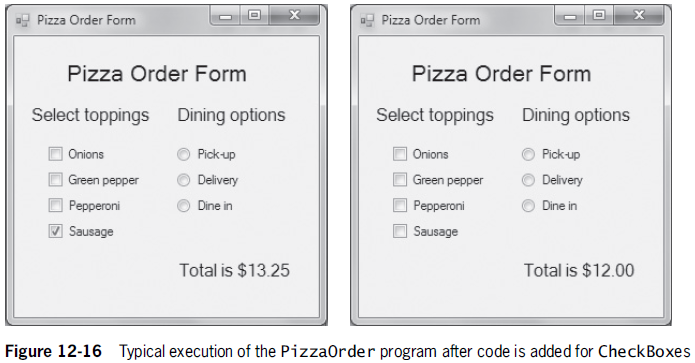 Pizza Order Form
Pizza Order Form
Select toppings Dining options
Onions Pick-up
Green pepper Delivery
Pepperoni Dine in
Sausage
Total is $13.25
Pizza Order Form
Pizza Order Form
Select toppings Dining options
Onions Pick-up
Green pepper Delivery
Pepperoni Dine in
Sausage
Total is $12.00
Figure 12-16 Typical execution of the PizzaOrder program after code is added for CheckBoxes